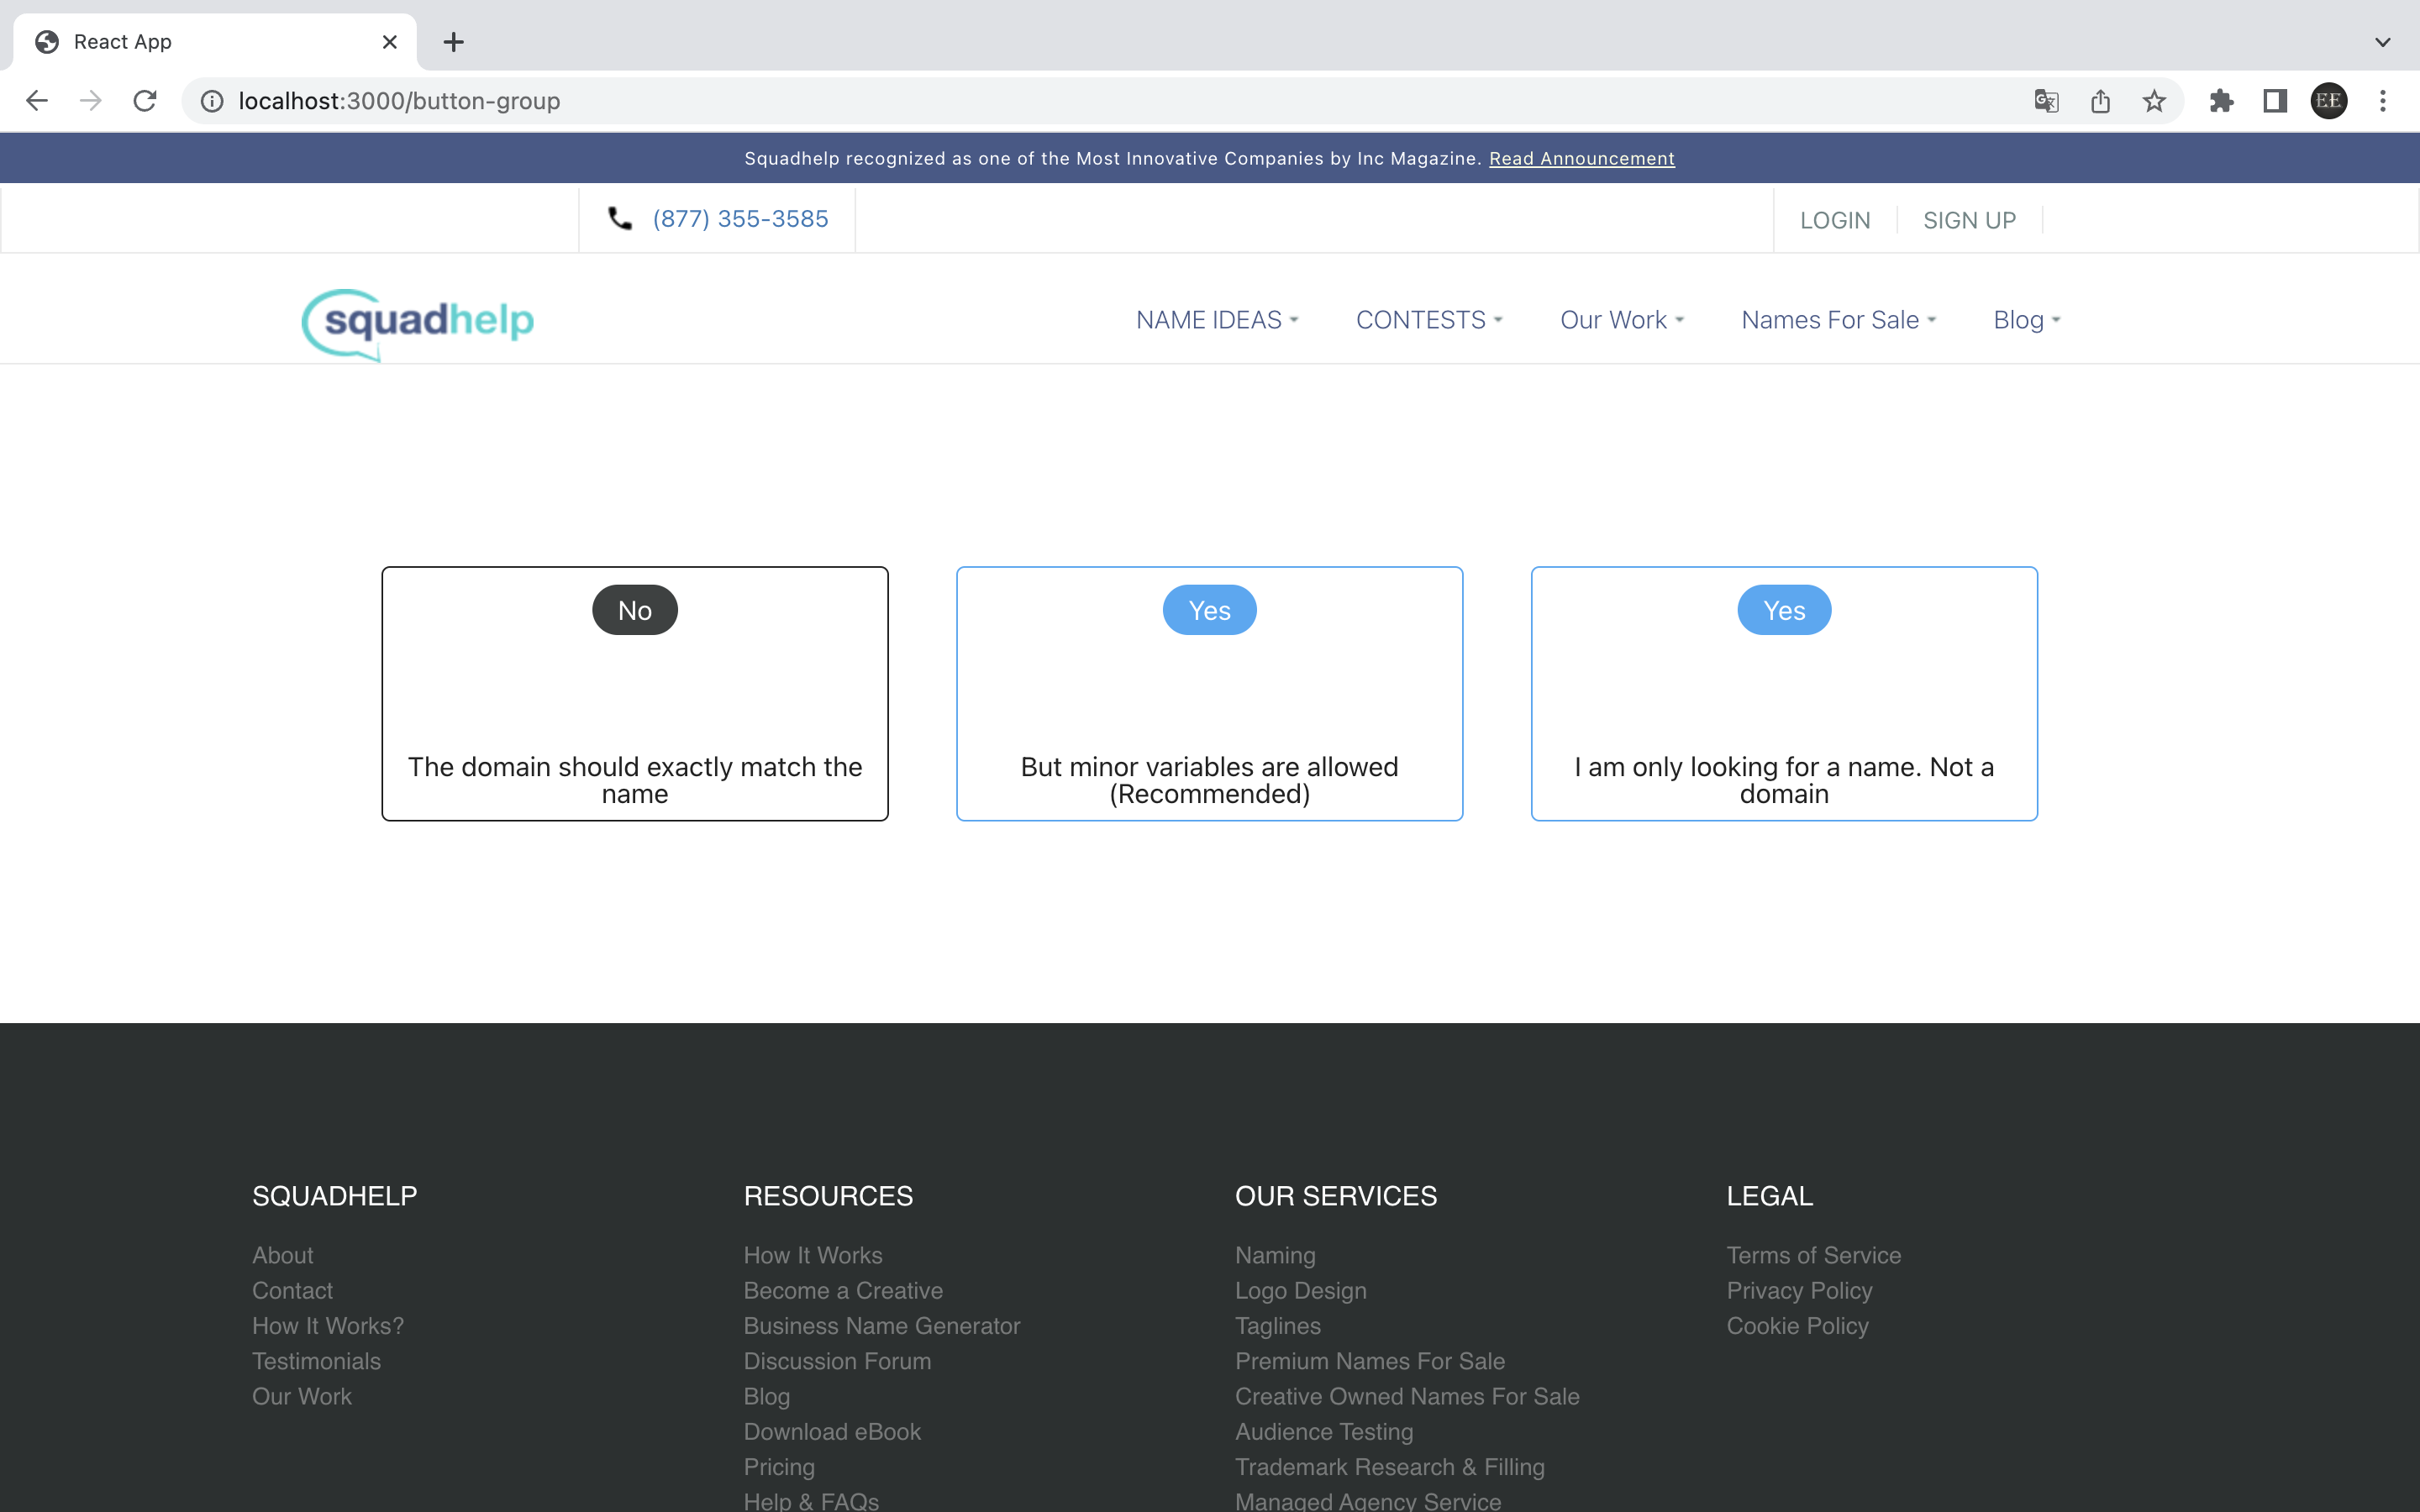 React App
localhost:3000/button-group
EE
Squadhelp recognized as one of the Most Innovative Companies by Inc Magazine. Read Announcement
(877) 355-3585
LOGIN
SIGN UP
squadhelp
NAME IDEAS
CONTESTS
Our Work
Names For Sale
Blog
No
The domain should exactly match the
name
Yes
But minor variables are allowed
(Recommended)
Yes
I am only looking for a name. Not a
domain
SQUADHELP
About
Contact
How It Works?
Testimonials
Our Work
RESOURCES
How It Works
Become a Creative
Business Name Generator
Discussion Forum
Blog
Download eBook
Pricing
Help & FAQs
OUR SERVICES
Naming
Logo Design
Taglines
Premium Names For Sale
Creative Owned Names For Sale
Audience Testing
Trademark Research & Filling
Managed Agency Service
LEGAL
Terms of Service
Privacy Policy
Cookie Policy